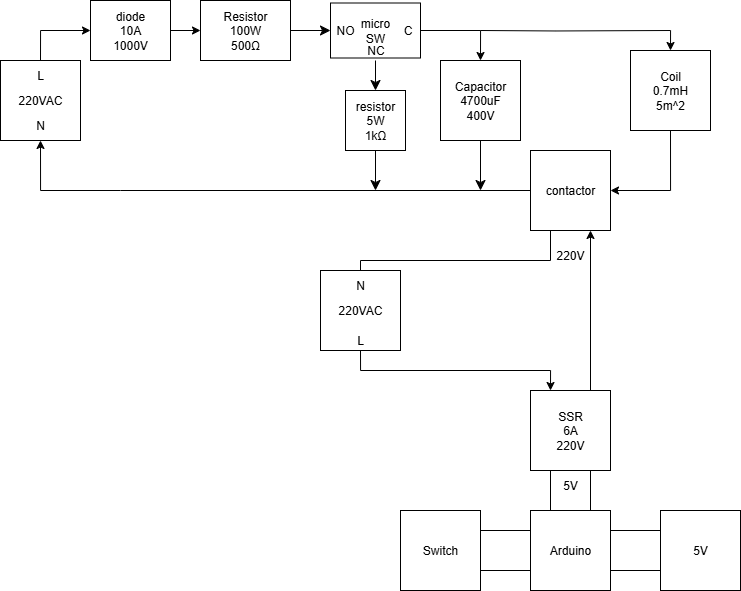 diode
10A
1000V
Resistor
100W
500Ω
NO
micro
SW
NC
C
L
220VAC
N
resistor
5W
1kΩ
Capacitor
4700uF
400V
Coil
0.7mH
5m^2
contactor
220V
N
220VAC
L
SSR
6A
220V
5V
Switch
Arduino
5V